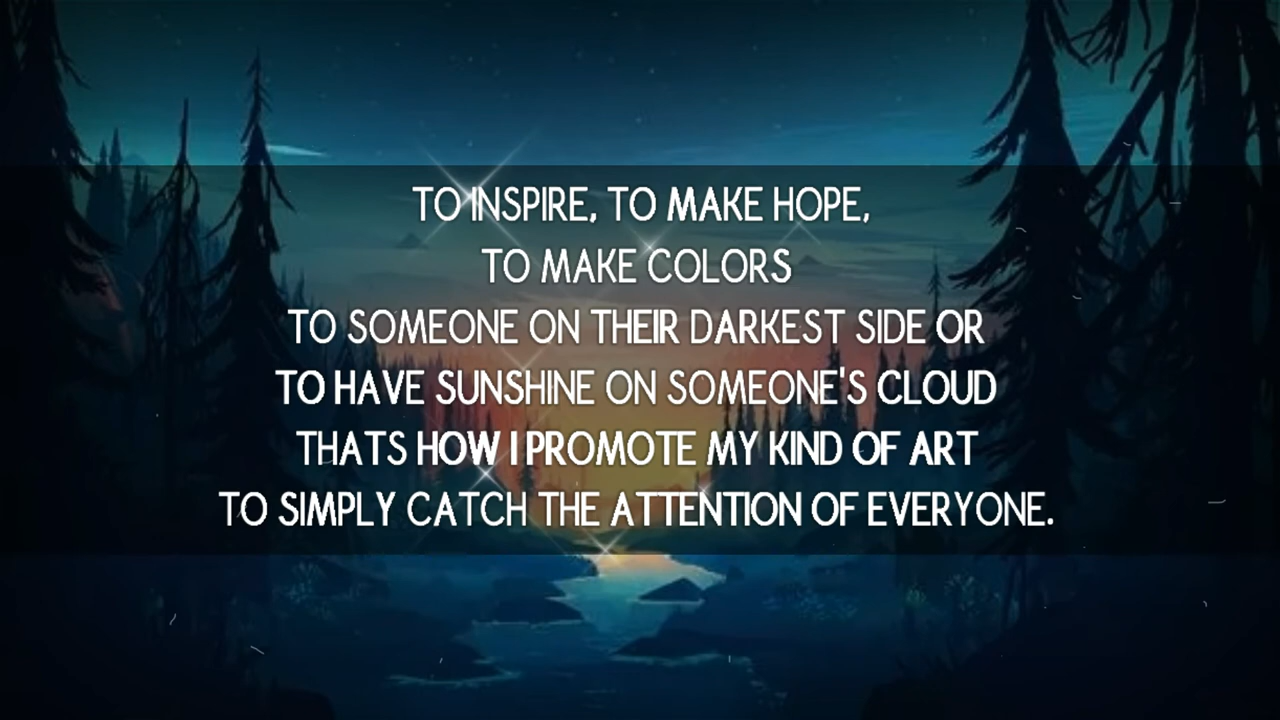 TO INSPIRE, TO MAKE HOPE,
TO MAKE COLORS
TO SOMEONE ON THEIR DARKEST SIDE OR
TO HAVE SUNSHINE ON SOMEONE'S CLOUD
THATS HOW I PROMOTE MY KIND OF ART
TO SIMPLY CATCH THE ATTENTION OF EVERYONE.